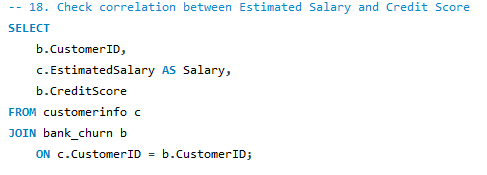 -- 18. Check correlation between Estimated Salary and Credit Score
SELECT
    b.CustomerID,
    c.EstimatedSalary AS Salary,
    b.CreditScore
FROM customerinfo c
JOIN bank_churn b
    ON c.CustomerID = b.CustomerID;